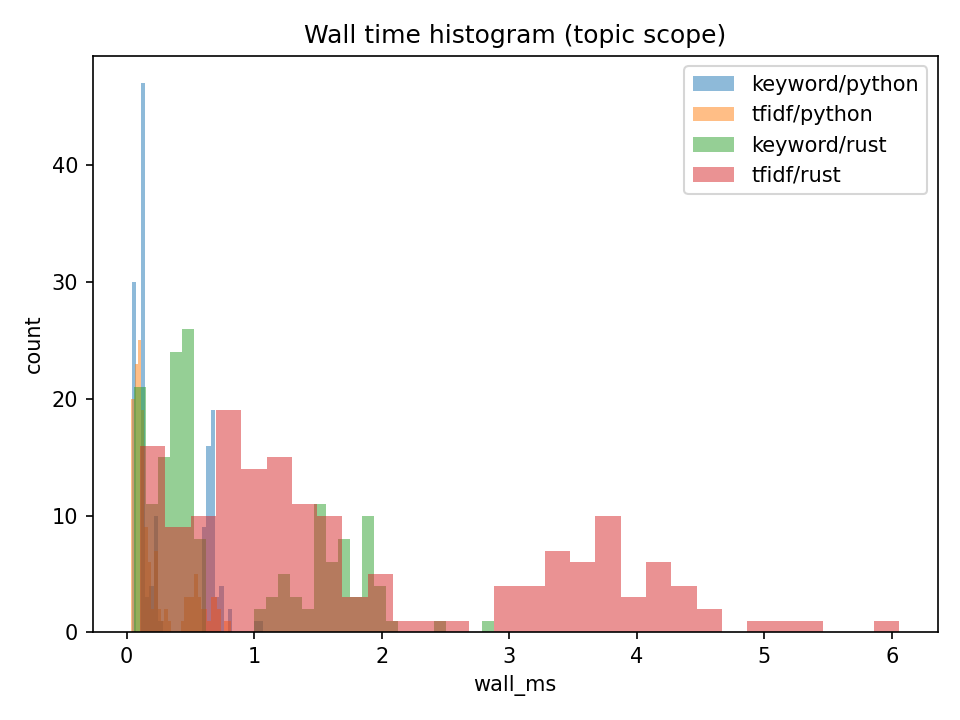 Wall time histogram (topic scope)
keyword/python
tfidf/python
keyword/rust
tfidf/rust
count
40
30
20
10
0
0 1 2 3 4 5 6
wall_ms